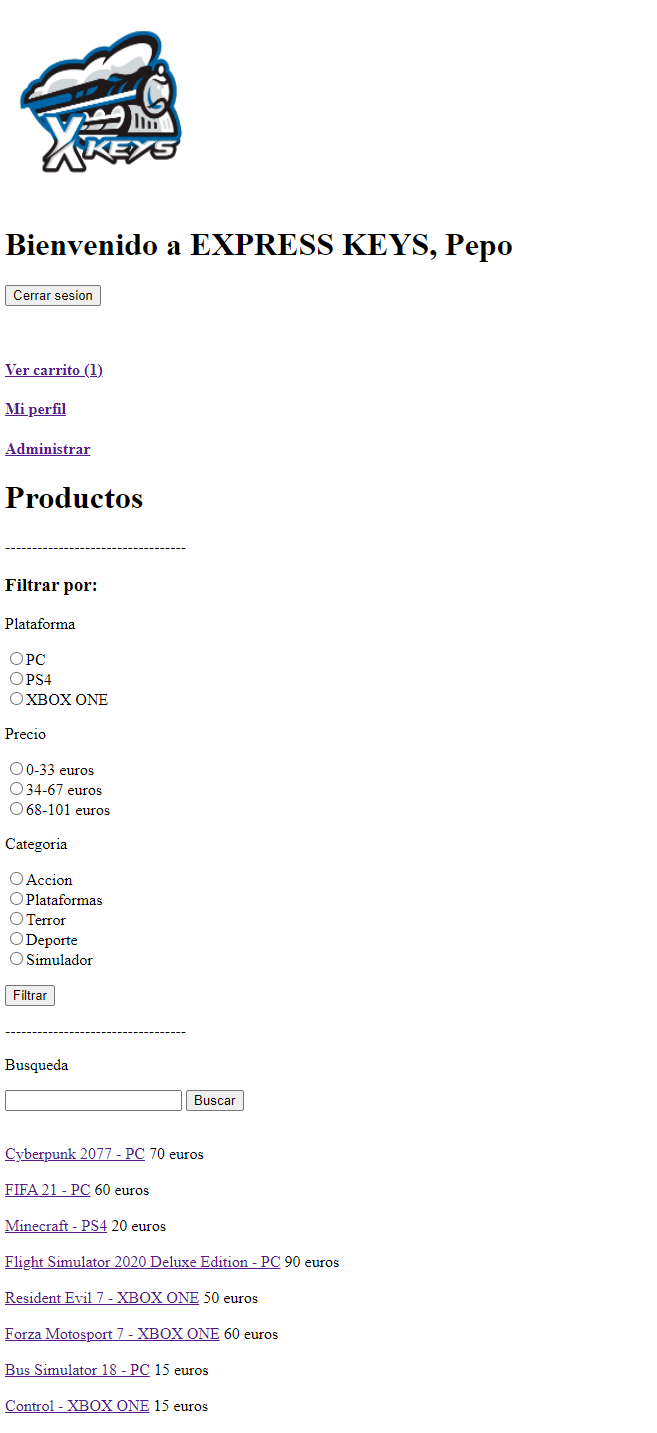 X-KEYS
Bienvenido a EXPRESS KEYS, Pepo
Cerrar sesion
Ver carrito (1)
Mi perfil
Administrar
Productos
----------------------------------
Filtrar por:
Plataforma
PC
PS4
XBOX ONE
Precio
0-33 euros
34-67 euros
68-101 euros
Categoria
Accion
Plataformas
Terror
Deporte
Simulador
Filtrar
----------------------------------
Busqueda
Buscar
Cyberpunk 2077 - PC 70 euros
FIFA 21 - PC 60 euros
Minecraft - PS4 20 euros
Flight Simulator 2020 Deluxe Edition - PC 90 euros
Resident Evil 7 - XBOX ONE 50 euros
Forza Motosport 7 - XBOX ONE 60 euros
Bus Simulator 18 - PC 15 euros
Control - XBOX ONE 15 euros